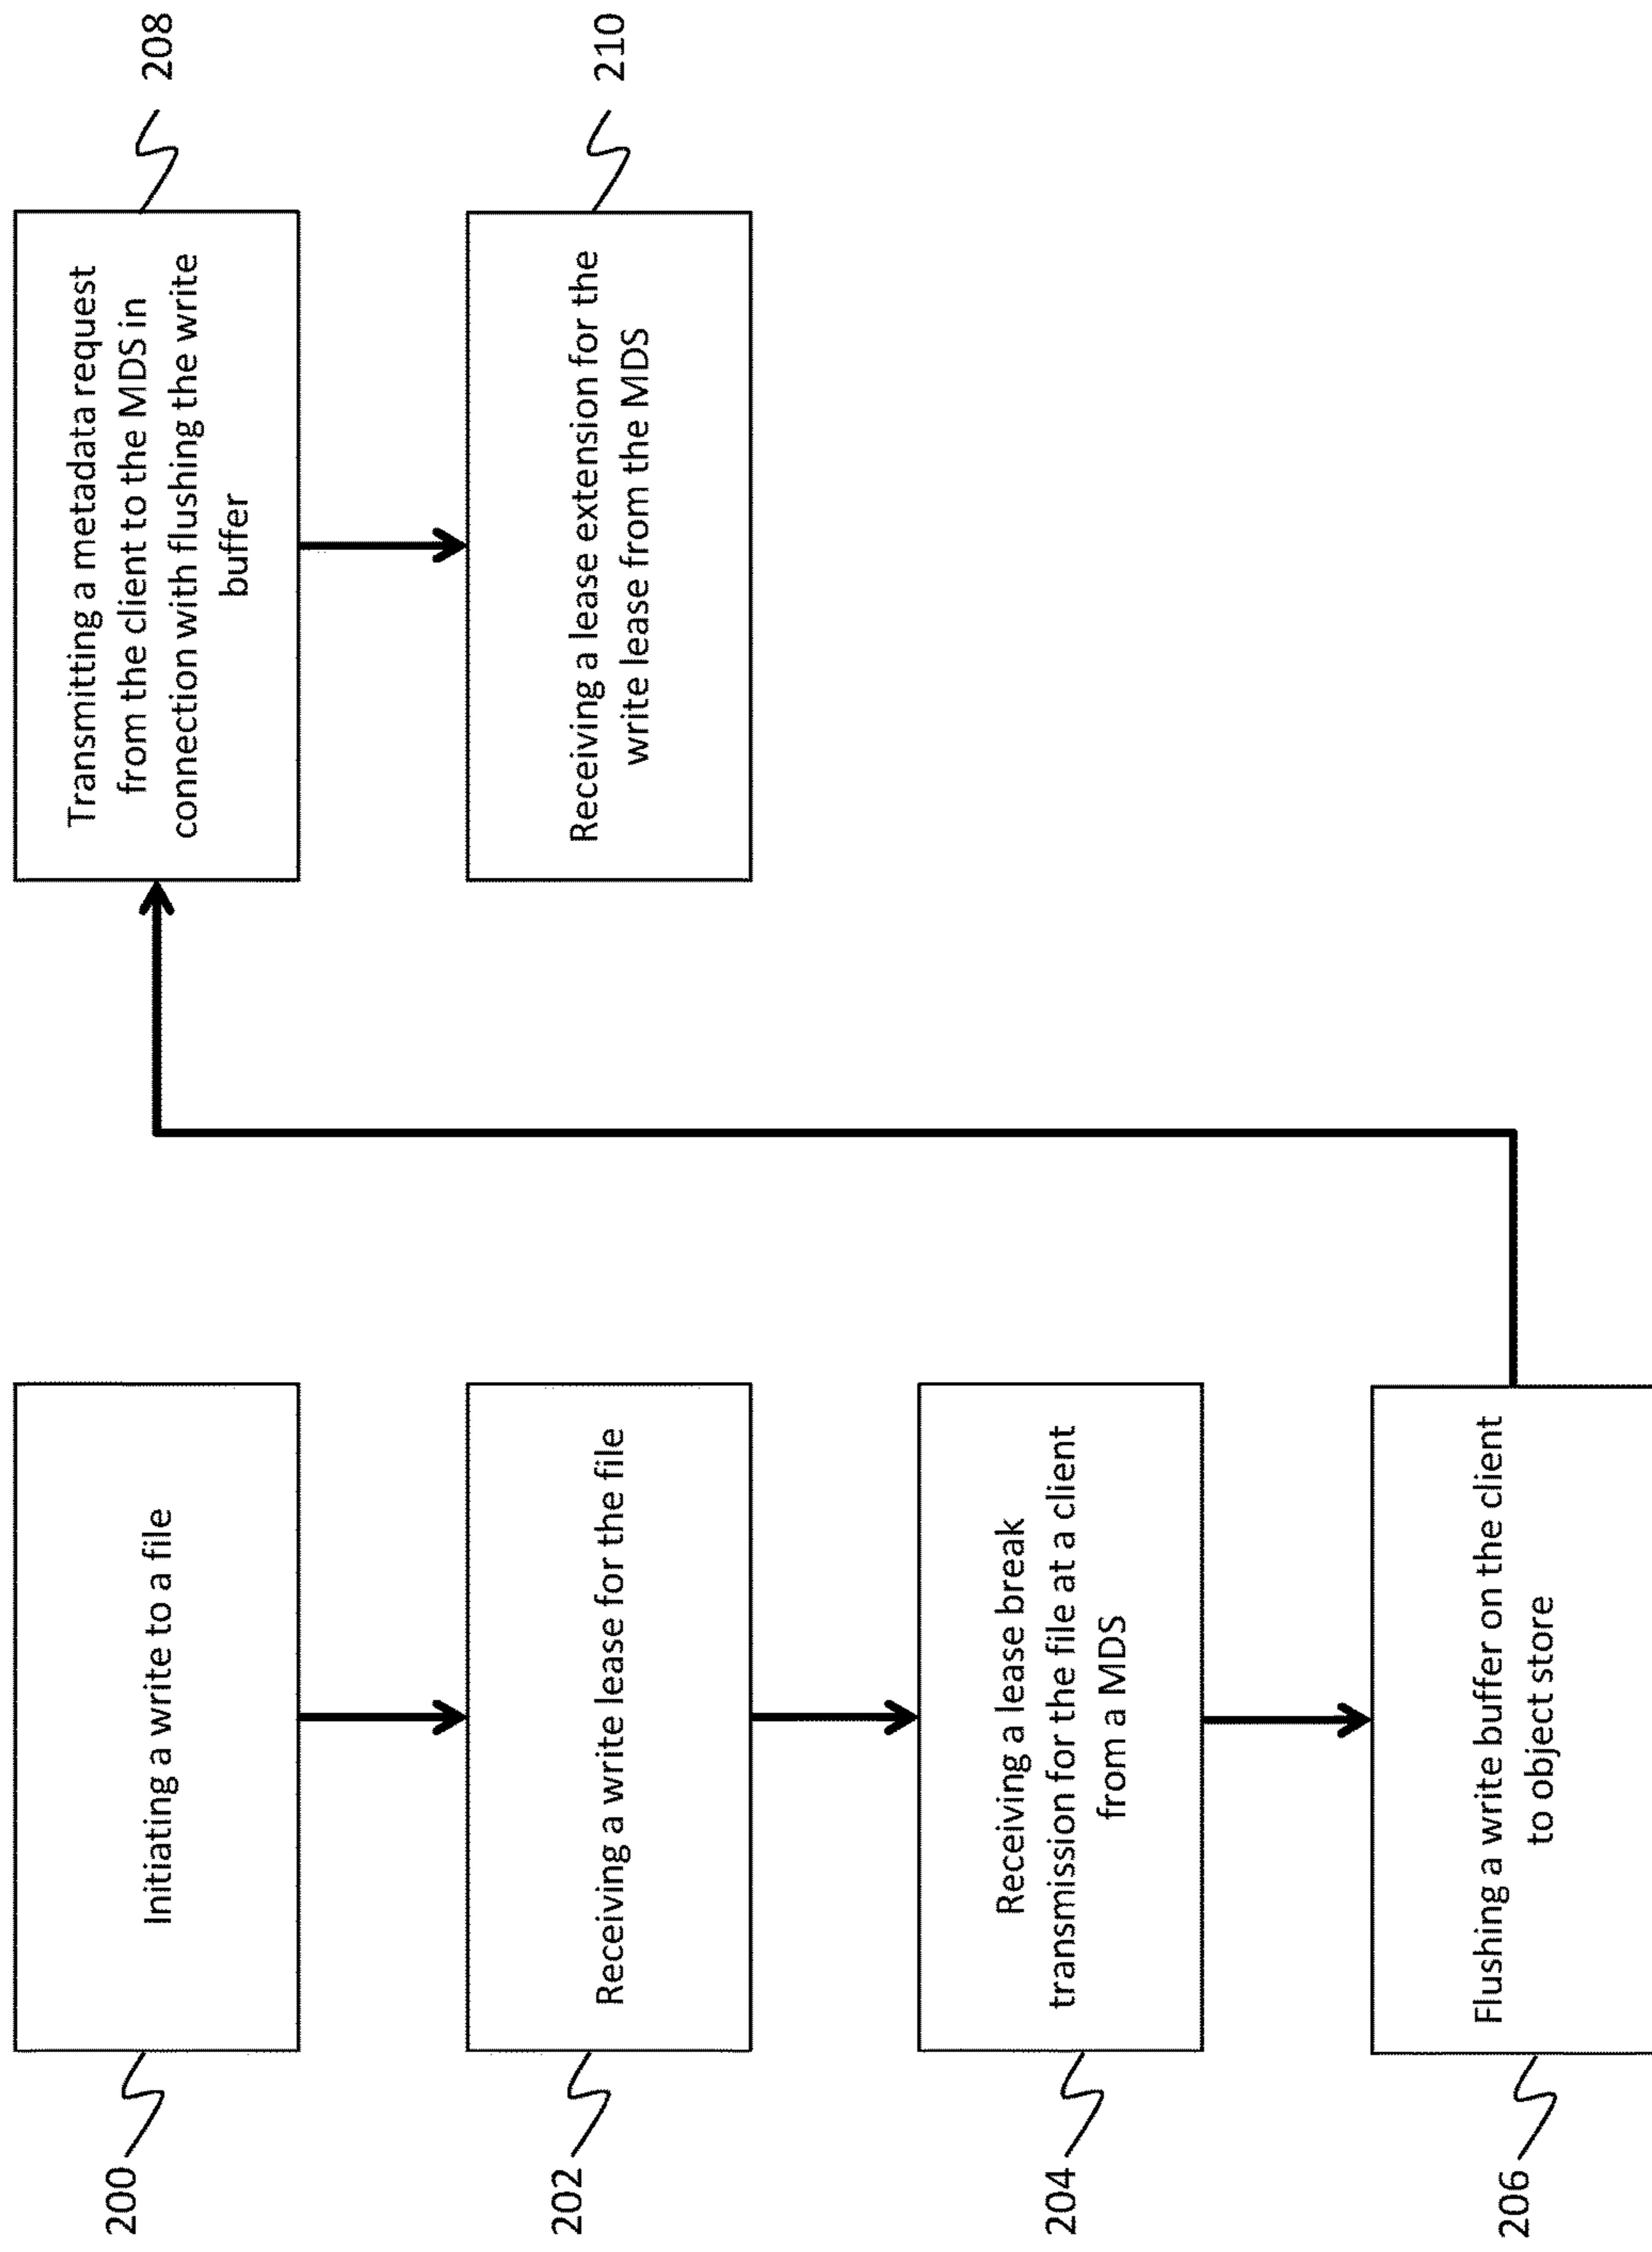 200
Initiating a write to a file
202
Receiving a write lease for the file
204
Receiving a lease break
transmission for the file at a client
from a MDS
206
Flushing a write buffer on the client
to object store
Transmitting a metadata request
from the client to the MDS in
connection with flushing the write
buffer
208
Receiving a lease extension for the
write lease from the MDS
210